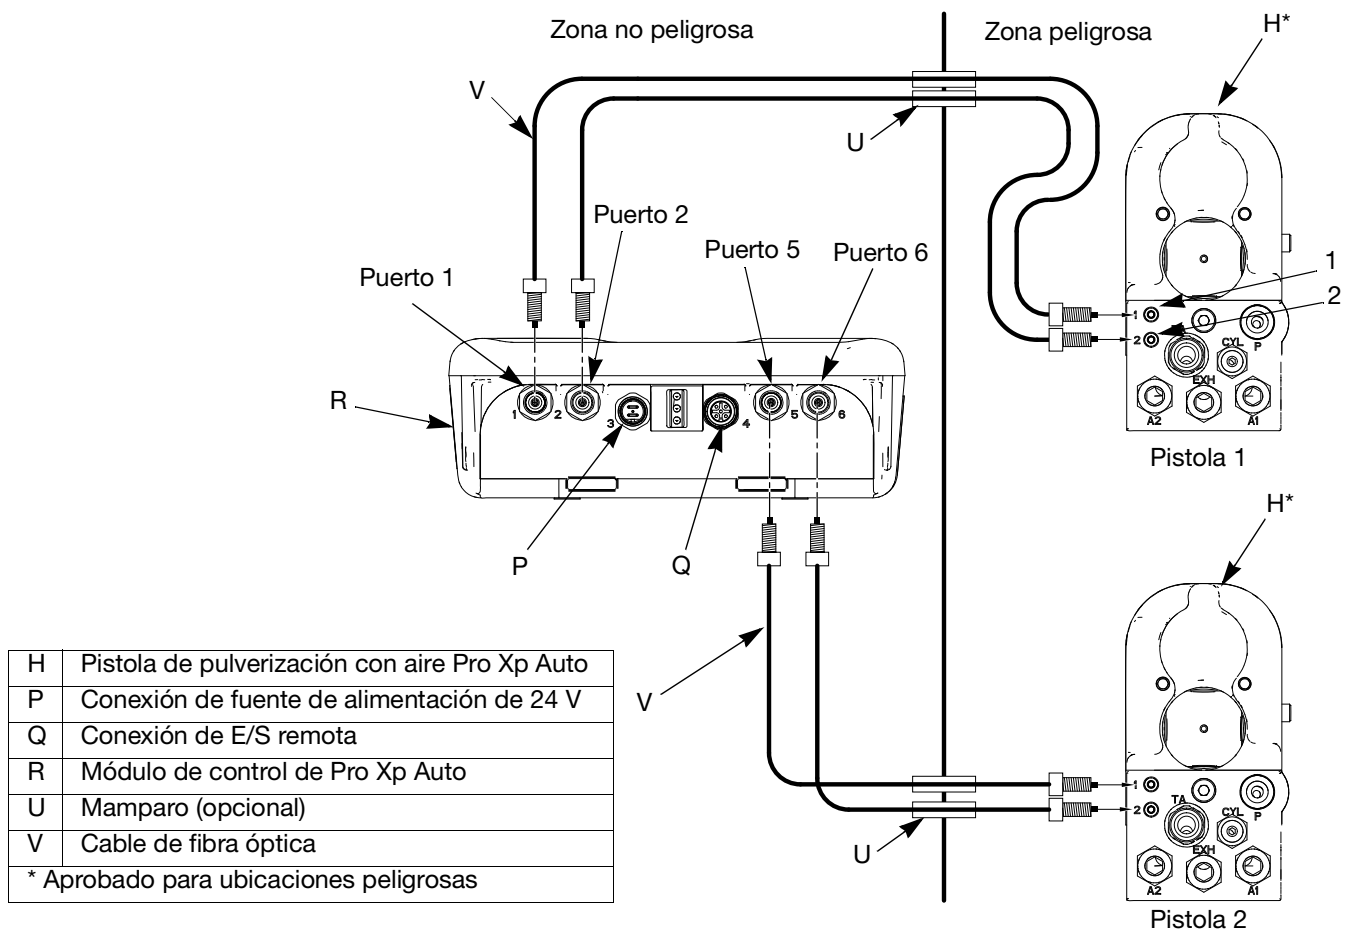 Zona no peligrosa
Zona peligrosa
H*
V
U
Puerto 1
Puerto 2
Puerto 5
Puerto 6
1
2
R
1
2
3
4
5
6
P
Q
1
2
CYL
P
EXH
A2
A1
Pistola 1
H*
V
U
1
2
TA
CYL
P
EXH
A2
A1
Pistola 2
H Pistola de pulverización con aire Pro Xp Auto
P Conexión de fuente de alimentación de 24 V
Q Conexión de E/S remota
R Módulo de control de Pro Xp Auto
U Mamparo (opcional)
V Cable de fibra óptica
* Aprobado para ubicaciones peligrosas